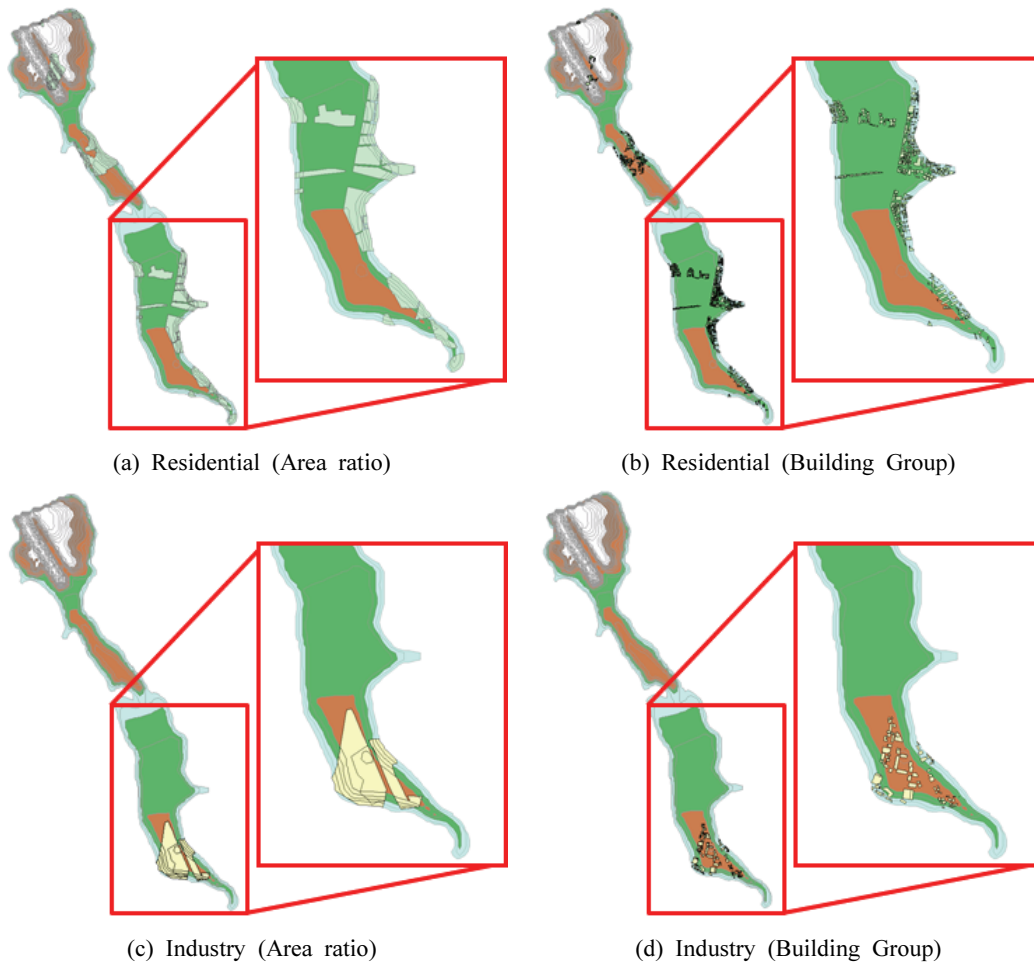 (a) Residential (Area ratio)
(b) Residential (Building Group)
(c) Industry (Area ratio)
(d) Industry (Building Group)